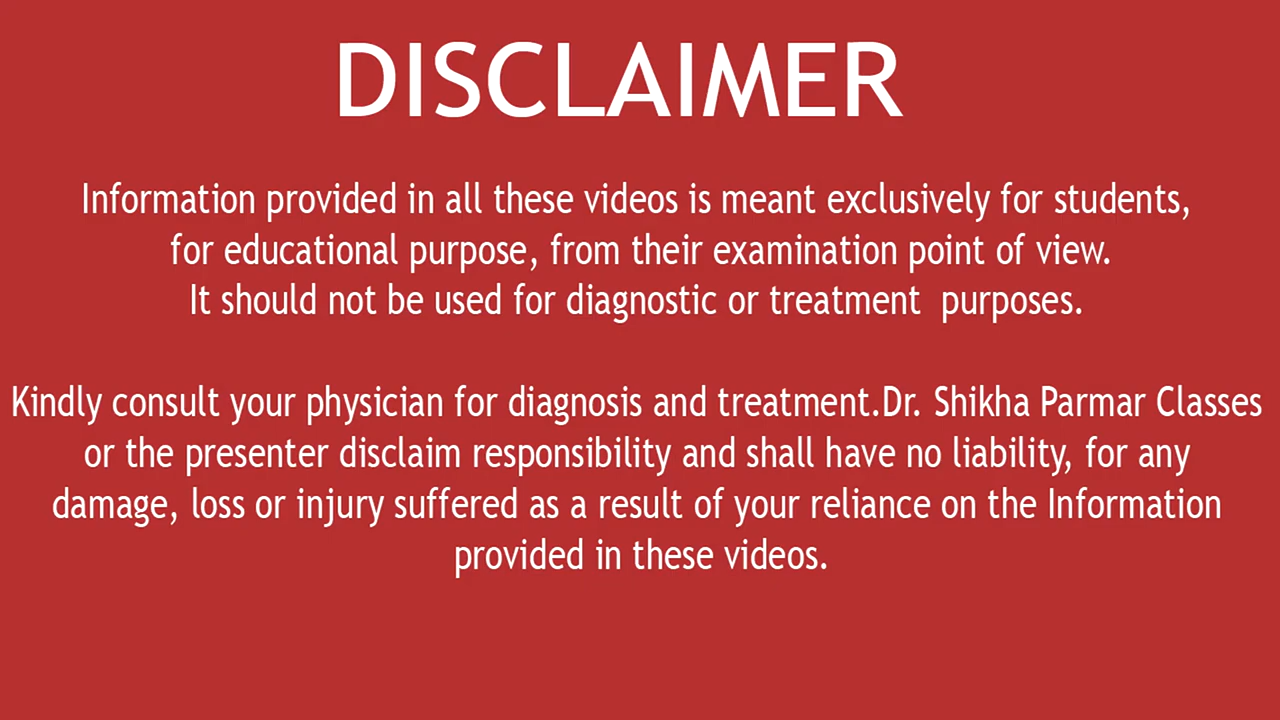 DISCLAIMER
Information provided in all these videos is meant exclusively for students,
for educational purpose, from their examination point of view.
It should not be used for diagnostic or treatment  purposes.
Kindly consult your physician for diagnosis and treatment.Dr. Shikha Parmar Classes
or the presenter disclaim responsibility and shall have no liability, for any
damage, loss or injury suffered as a result of your reliance on the Information
provided in these videos.